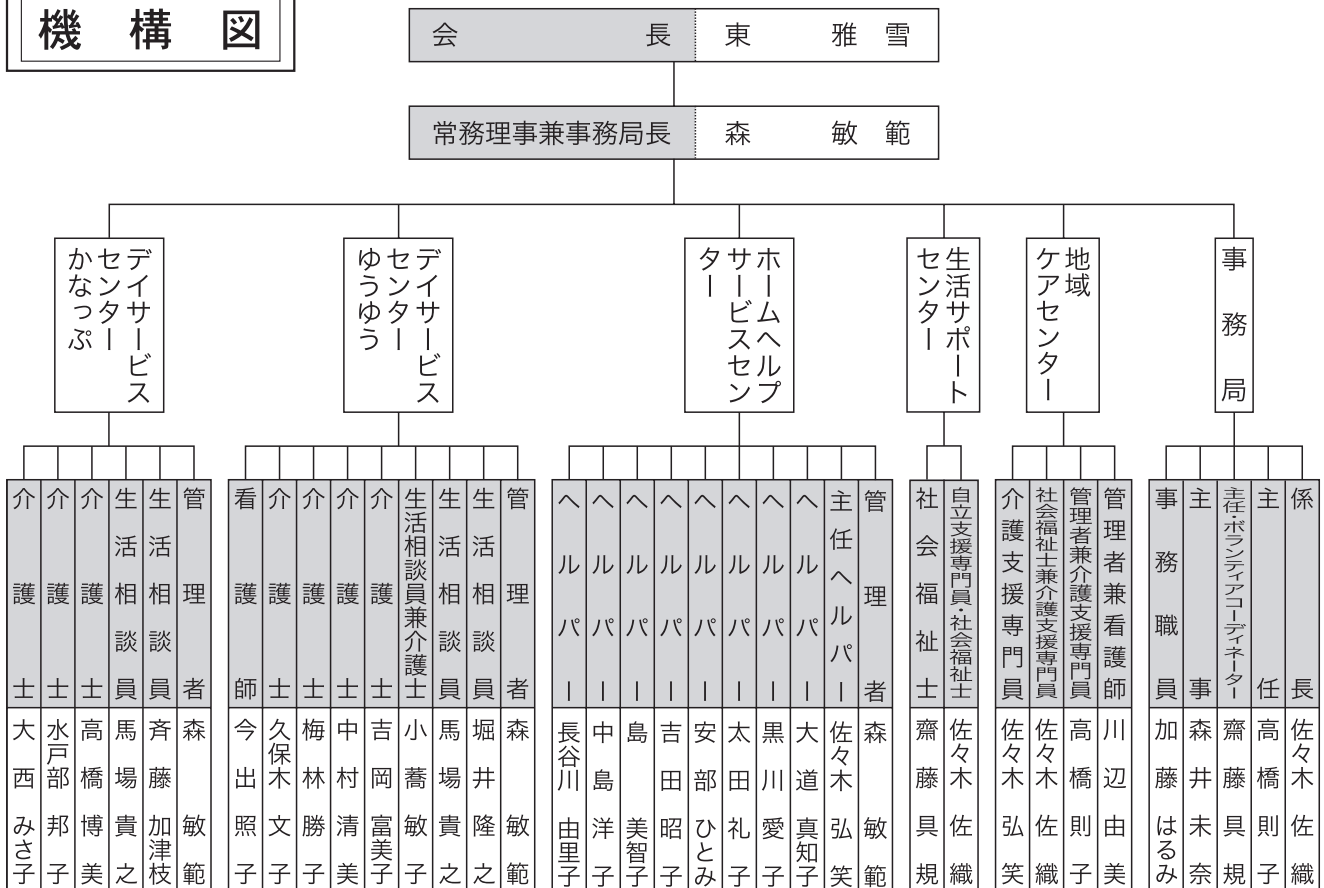 機構図
会長 東雅雪
常務理事兼事務局長 森敏範
事務局
係長 佐々木佐織
主任 高橋則子
主任・ボランティアコーディネーター 齋藤具規
主事 森井未奈
事務職員 加藤はるみ
地域
ケアセンター
管理者兼看護師 川辺由美
管理者兼介護支援専門員 高橋則子
社会福祉士兼介護支援専門員 佐々木佐織
介護支援専門員 佐々木弘笑
生活サポート
センター
自立支援専門員・社会福祉士 佐々木佐織
社会福祉士 齋藤具規
ホームヘルプ
サービスセン
ター
管理者 森敏範
主任ヘルパー 佐々木弘笑
ヘルパー 大道真知子
ヘルパー 黒川愛子
ヘルパー 太田礼子
ヘルパー 安部ひとみ
ヘルパー 吉田昭子
ヘルパー 島美智子
ヘルパー 中島洋子
ヘルパー 長谷川由里子
デイサービス
センター
ゆうゆう
管理者 森敏範
生活相談員 堀井隆之
生活相談員 馬場貴之
生活相談員兼介護士 小蕎敏子
介護士 吉岡富美子
介護士 中村清美
介護士 梅林勝子
介護士 久保木文子
看護師 今出照子
デイサービス
センター
かなっぷ
管理者 森敏範
生活相談員 斉藤加津枝
生活相談員 馬場貴之
介護士 高橋博美
介護士 水戸部邦子
介護士 大西みさ子